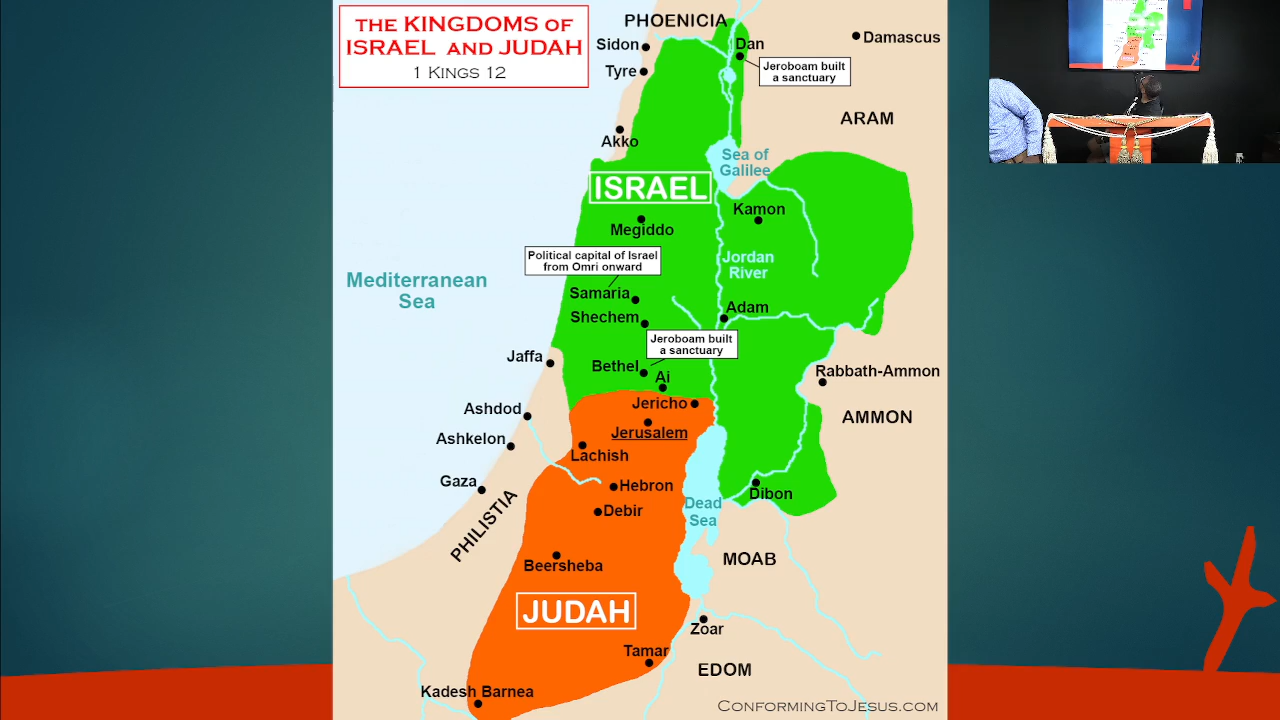 THE KINGDOMS OF
ISRAEL AND JUDAH
1 Kings 12
PHOENICIA
Sidon
Dan
Damascus
Tyre
Jeroboam built
a sanctuary
ARAM
Akko
Sea of
Galilee
ISRAEL
Kamon
Megiddo
Political capital of Israel
from Omri onward
Jordan
River
Mediterranean
Sea
Samaria
Adam
Shechem
Jeroboam built
a sanctuary
Jaffa
Bethel
Rabbath-Ammon
Ai
Jericho
Ashdod
AMMON
Jerusalem
Ashkelon
Lachish
Gaza
Hebron
Dibon
Dead
Sea
Debir
PHILISTIA
MOAB
Beersheba
JUDAH
Zoar
Tamar
EDOM
Kadesh Barnea
ConformingToJesus.com